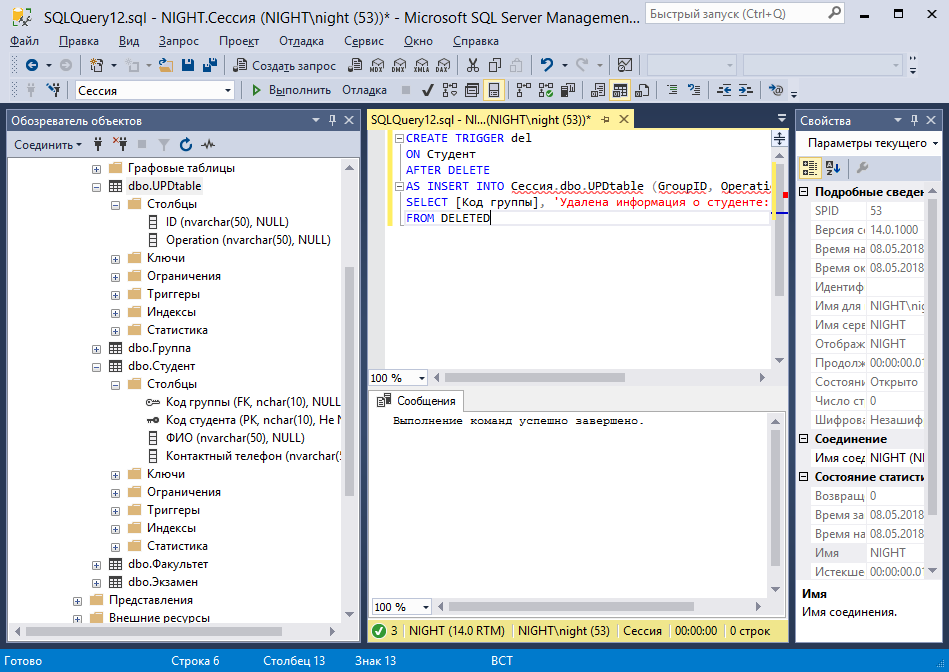 SQLQuery12.sql - NIGHT.Сессия (NIGHT\night (53))* - Microsoft SQL Server Managemen...
Быстрый запуск (Ctrl+Q)
Файл Правка Вид Запрос Проект Отладка Сервис Окно Справка
Создать запрос MDX DMX XMLA DAX
Сессия Выполнить Отладка
Обозреватель объектов
Соединить
Графовые таблицы
dbo.UPDtable
Столбцы
ID (nvarchar(50), NULL)
Operation (nvarchar(50), NULL)
Ключи
Ограничения
Триггеры
Индексы
Статистика
dbo.Группа
dbo.Студент
Столбцы
Код группы (FK, nchar(10), NULL
Код студента (PK, nchar(10), Не N
ФИО (nvarchar(50), NULL)
Контактный телефон (nvarchar(5
Ключи
Ограничения
Триггеры
Индексы
Статистика
dbo.Факультет
dbo.Экзамен
Представления
Внешние ресурсы
SQLQuery12.sql - NI...(NIGHT\night (53))*
CREATE TRIGGER del
ON Студент
AFTER DELETE
AS INSERT INTO Сессия.dbo.UPDtable (GroupID, Operatio
SELECT [Код группы], 'Удалена информация о студенте:
FROM DELETED
100 %
Сообщения
Выполнение команд успешно завершено.
100 %
3 NIGHT (14.0 RTM) NIGHT\night (53) Сессия 00:00:00 0 строк
Свойства
Параметры текущего
Подробные сведен
SPID 53
Версия се 14.0.1000
Время на 08.05.2018
Время ок 08.05.2018
Идентиф
Имя для NIGHT\nig
Имя серв NIGHT
Отображ NIGHT
Продолж 00:00:00.01
Состояни Открыто
Число ст 0
Шифрова Незашиф
Соединение
Имя соед NIGHT (NI
Состояние статисти
Возвращ 0
Время за 08.05.2018
Время на 08.05.2018
Имя NIGHT
Истекше 00:00:00.01
Имя
Имя соединения.
Готово Строка 6 Столбец 13 Знак 13 ВСТ